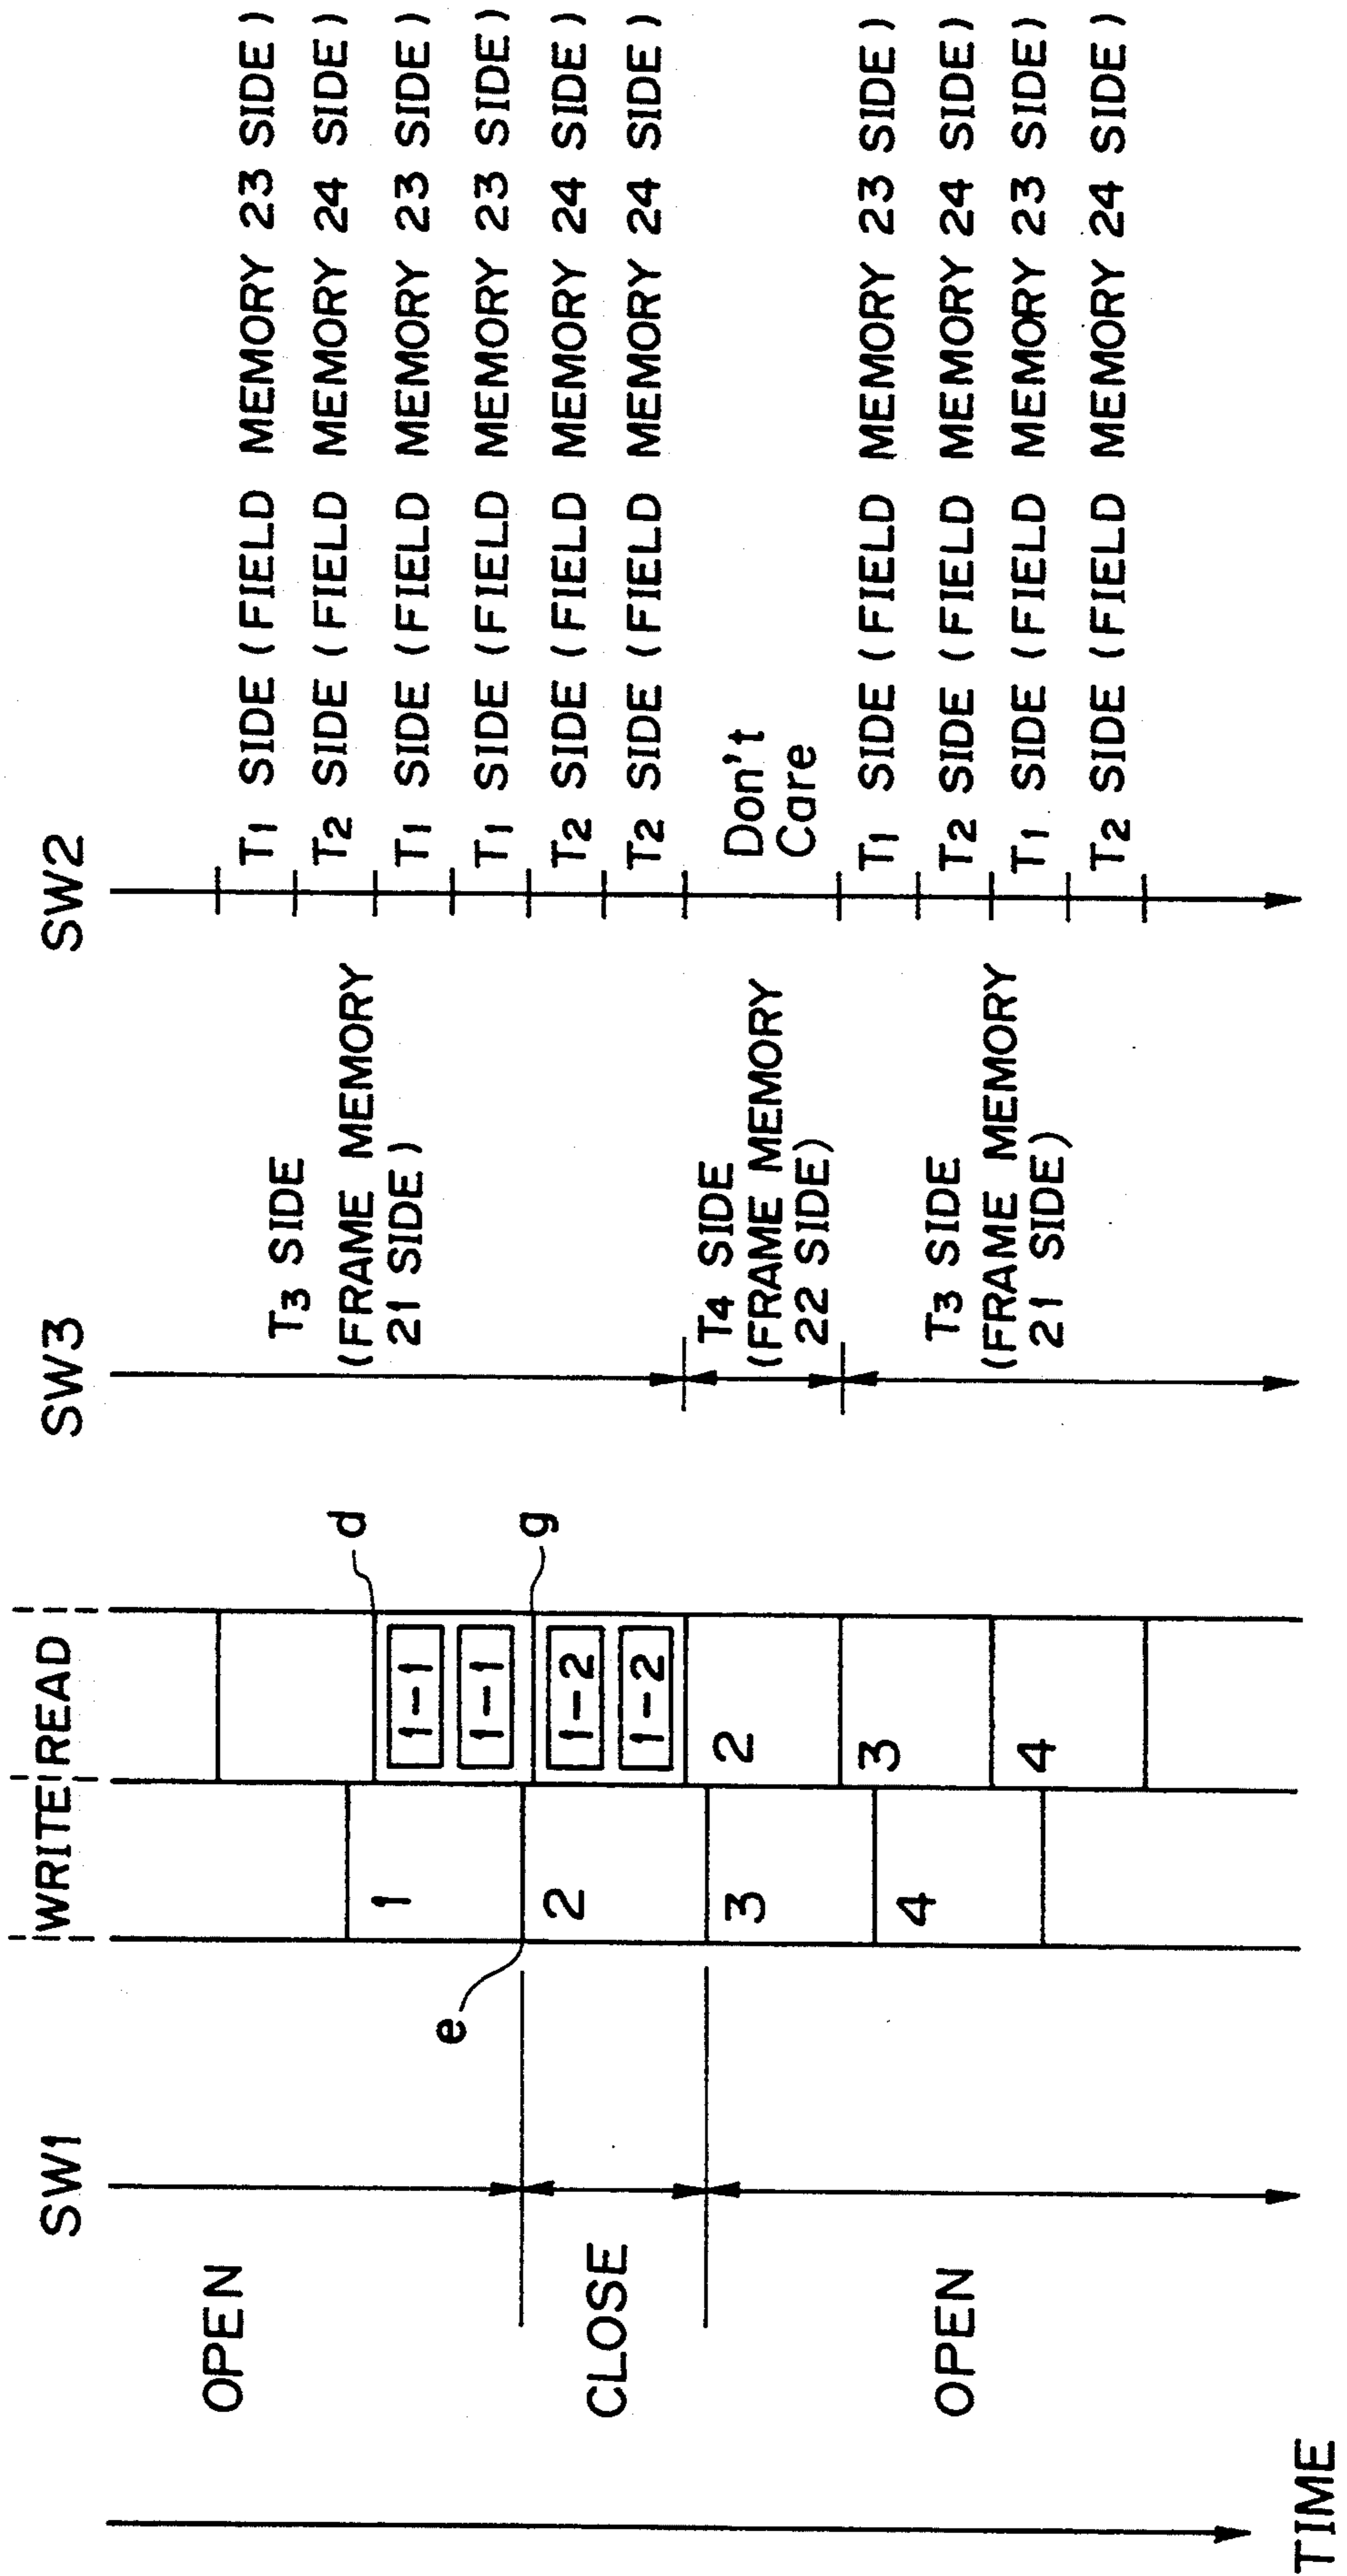 SW1
WRITE
READ
SW3
SW2
OPEN
CLOSE
OPEN
TIME
e
1
2
3
4
d
g
1-1
1-1
1-2
1-2
2
3
4
T3 SIDE
(FRAME MEMORY
21 SIDE)
T4 SIDE
(FRAME MEMORY
22 SIDE)
T3 SIDE
(FRAME MEMORY
21 SIDE)
T1 SIDE (FIELD MEMORY 23 SIDE)
T2 SIDE (FIELD MEMORY 24 SIDE)
T1 SIDE (FIELD MEMORY 23 SIDE)
T1 SIDE (FIELD MEMORY 23 SIDE)
T2 SIDE (FIELD MEMORY 24 SIDE)
T2 SIDE (FIELD MEMORY 24 SIDE)
Don't
Care
T1 SIDE (FIELD MEMORY 23 SIDE)
T2 SIDE (FIELD MEMORY 24 SIDE)
T1 SIDE (FIELD MEMORY 23 SIDE)
T2 SIDE (FIELD MEMORY 24 SIDE)